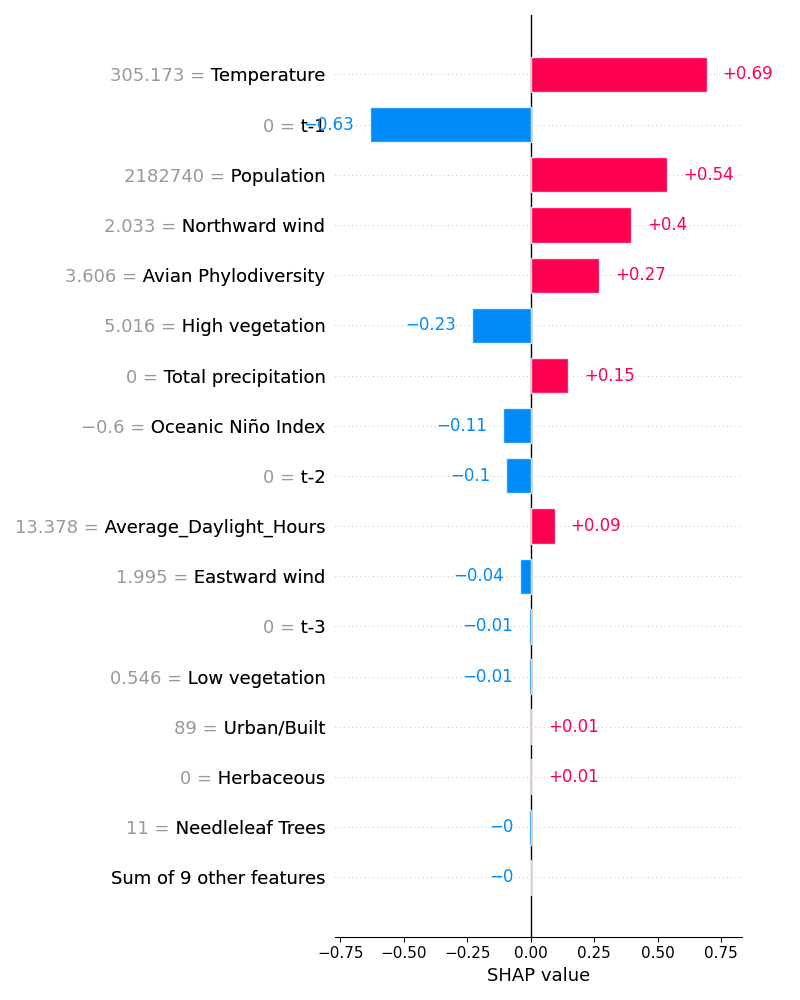 305.173 = Temperature +0.69
0 = t-1 −0.63
2182740 = Population +0.54
2.033 = Northward wind +0.4
3.606 = Avian Phylodiversity +0.27
5.016 = High vegetation −0.23
0 = Total precipitation +0.15
−0.6 = Oceanic Niño Index −0.11
0 = t-2 −0.1
13.378 = Average_Daylight_Hours +0.09
1.995 = Eastward wind −0.04
0 = t-3 −0.01
0.546 = Low vegetation −0.01
89 = Urban/Built +0.01
0 = Herbaceous +0.01
11 = Needleleaf Trees −0
Sum of 9 other features −0
−0.75 −0.50 −0.25 0.00 0.25 0.50 0.75
SHAP value